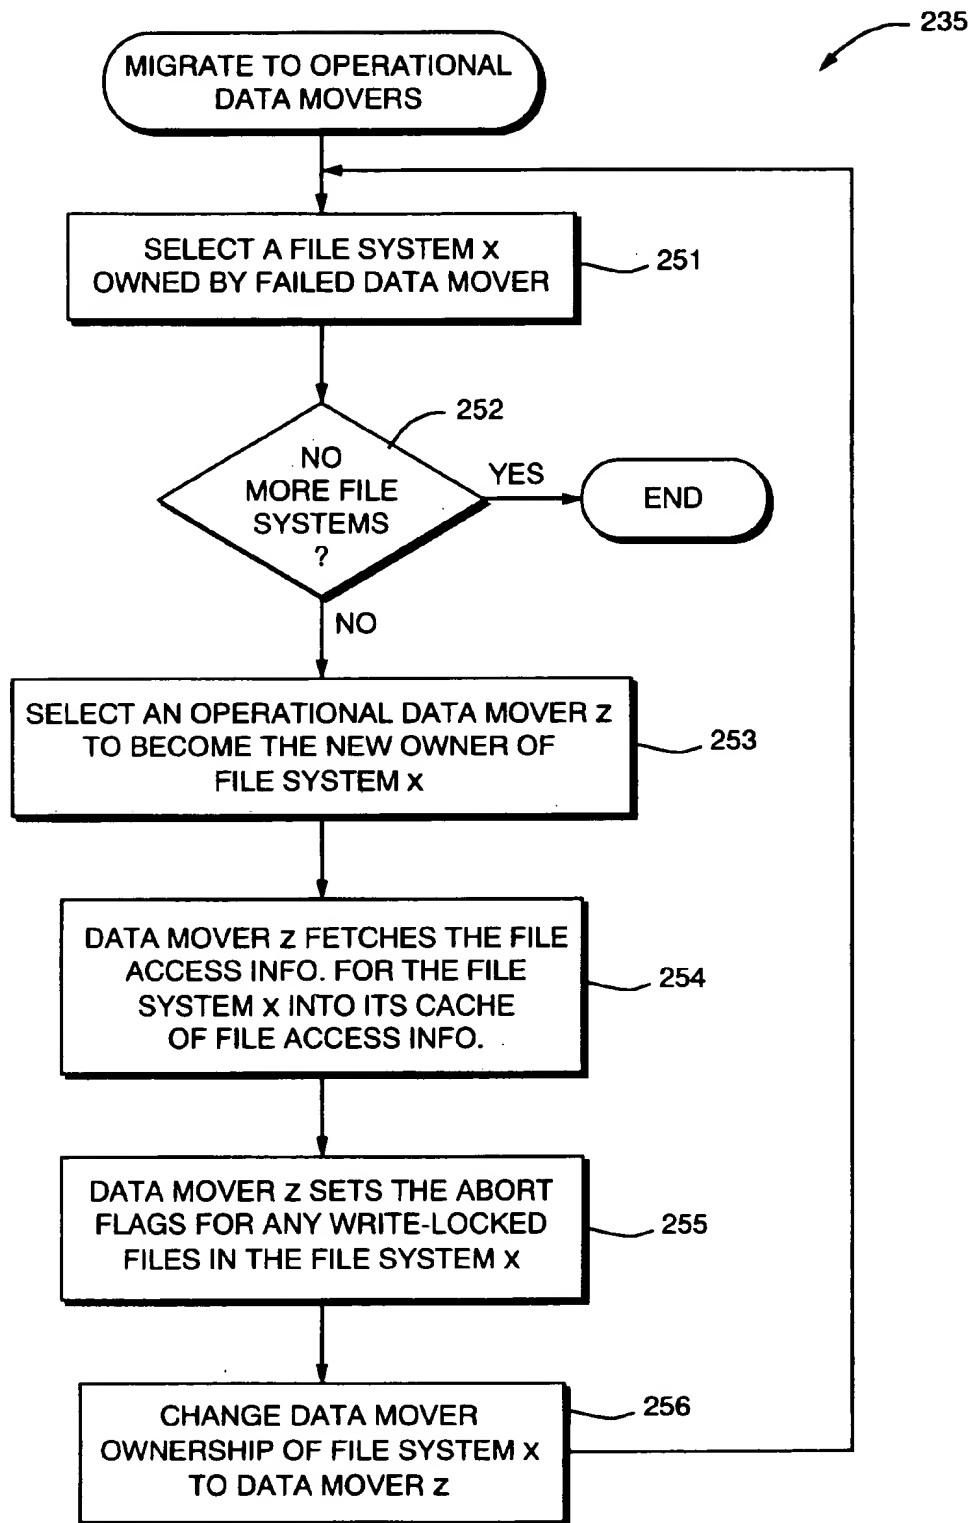 235
MIGRATE TO OPERATIONAL
DATA MOVERS
SELECT A FILE SYSTEM X
OWNED BY FAILED DATA MOVER
251
252
NO
MORE FILE
SYSTEMS
?
YES
END
NO
SELECT AN OPERATIONAL DATA MOVER Z
TO BECOME THE NEW OWNER OF
FILE SYSTEM X
253
DATA MOVER Z FETCHES THE FILE
ACCESS INFO. FOR THE FILE
SYSTEM X INTO ITS CACHE
OF FILE ACCESS INFO.
254
DATA MOVER Z SETS THE ABORT
FLAGS FOR ANY WRITE-LOCKED
FILES IN THE FILE SYSTEM X
255
CHANGE DATA MOVER
OWNERSHIP OF FILE SYSTEM X
TO DATA MOVER Z
256